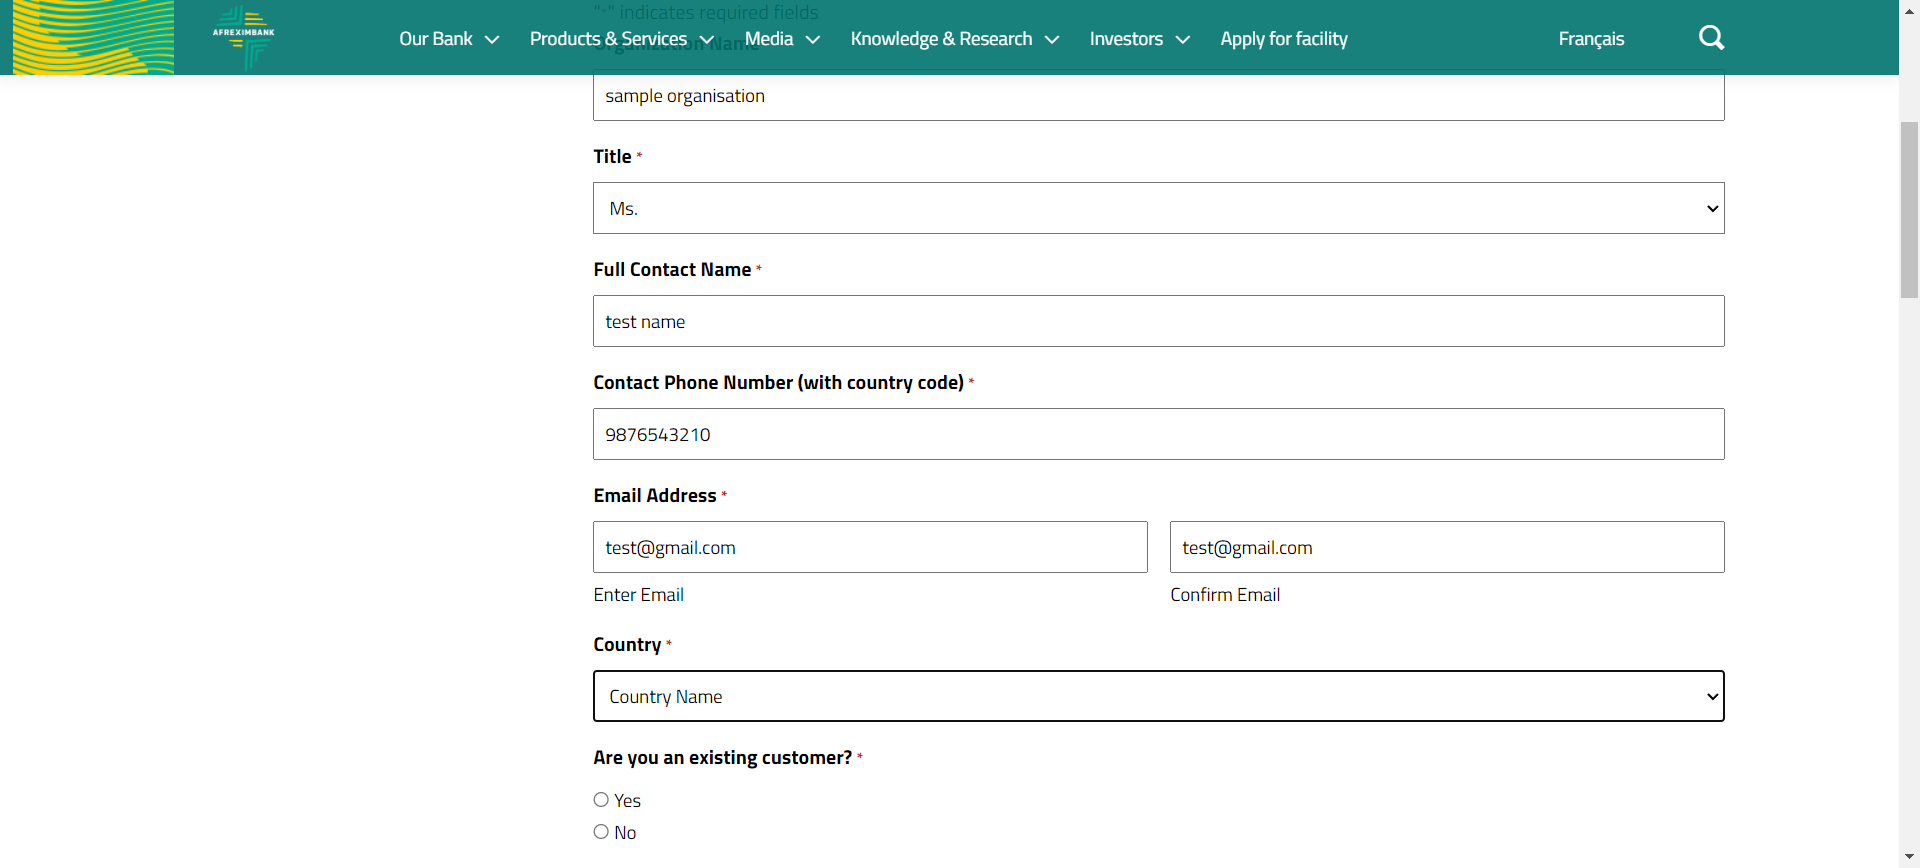 "*" indicates required fields
AFREXIMBANK
Our Bank Products & Services Media Knowledge & Research Investors Apply for facility Français
Organization Name
sample organisation
Title *
Ms.
Full Contact Name *
test name
Contact Phone Number (with country code) *
9876543210
Email Address *
test@gmail.com test@gmail.com
Enter Email Confirm Email
Country *
Country Name
Are you an existing customer? *
Yes
No